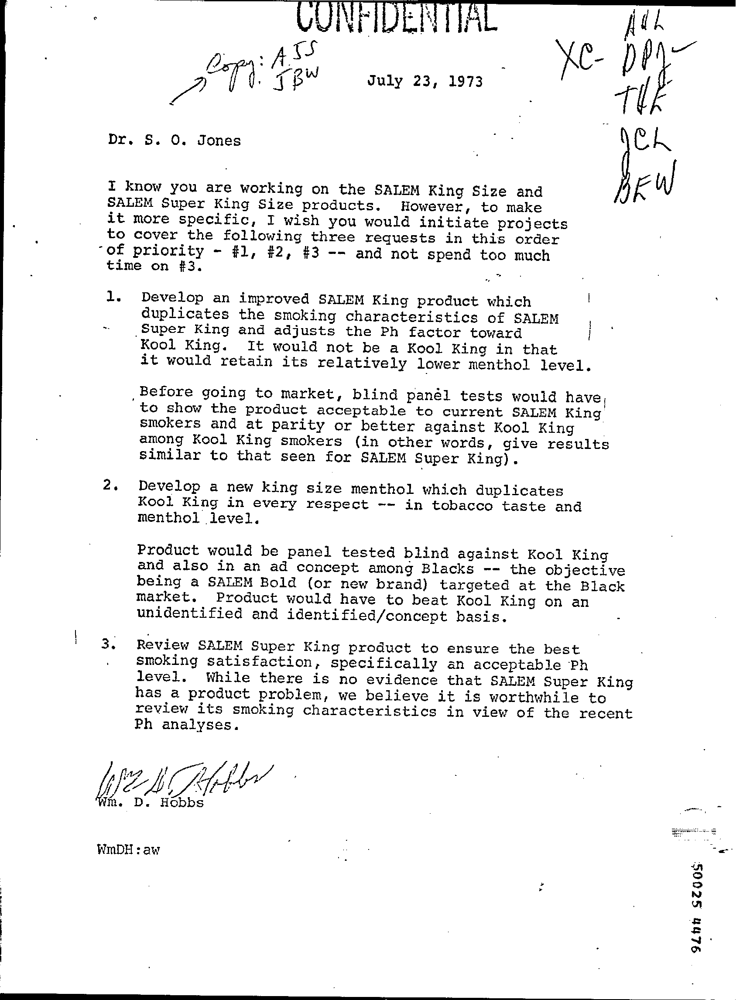 CONFIDENTIAL
Copy: AJS
JBW
July 23, 1973
XC- DPJ
JCL
BEW
Dr. S. O. Jones
I know you are working on the SALEM King Size and
SALEM Super King Size products. However, to make
it more specific, I wish you would initiate projects
to cover the following three requests in this order
of priority - #1, #2, #3 -- and not spend too much
time on #3.
1. Develop an improved SALEM King product which
duplicates the smoking characteristics of SALEM
Super King and adjusts the Ph factor toward
Kool King. It would not be a Kool King in that
it would retain its relatively lower menthol level.
Before going to market, blind panel tests would have
to show the product acceptable to current SALEM King
smokers and at parity or better against Kool King
among Kool King smokers (in other words, give results
similar to that seen for SALEM Super King).
2. Develop a new king size menthol which duplicates
Kool King in every respect -- in tobacco taste and
menthol level.
Product would be panel tested blind against Kool King
and also in an ad concept among Blacks -- the objective
being a SALEM Bold (or new brand) targeted at the Black
market. Product would have to beat Kool King on an
unidentified and identified/concept basis.
3. Review SALEM Super King product to ensure the best
smoking satisfaction, specifically an acceptable Ph
level. While there is no evidence that SALEM Super King
has a product problem, we believe it is worthwhile to
review its smoking characteristics in view of the recent
Ph analyses.
Wm. D. Hobbs
Wm. D. Hobbs
WmDH:aw
50025 4476